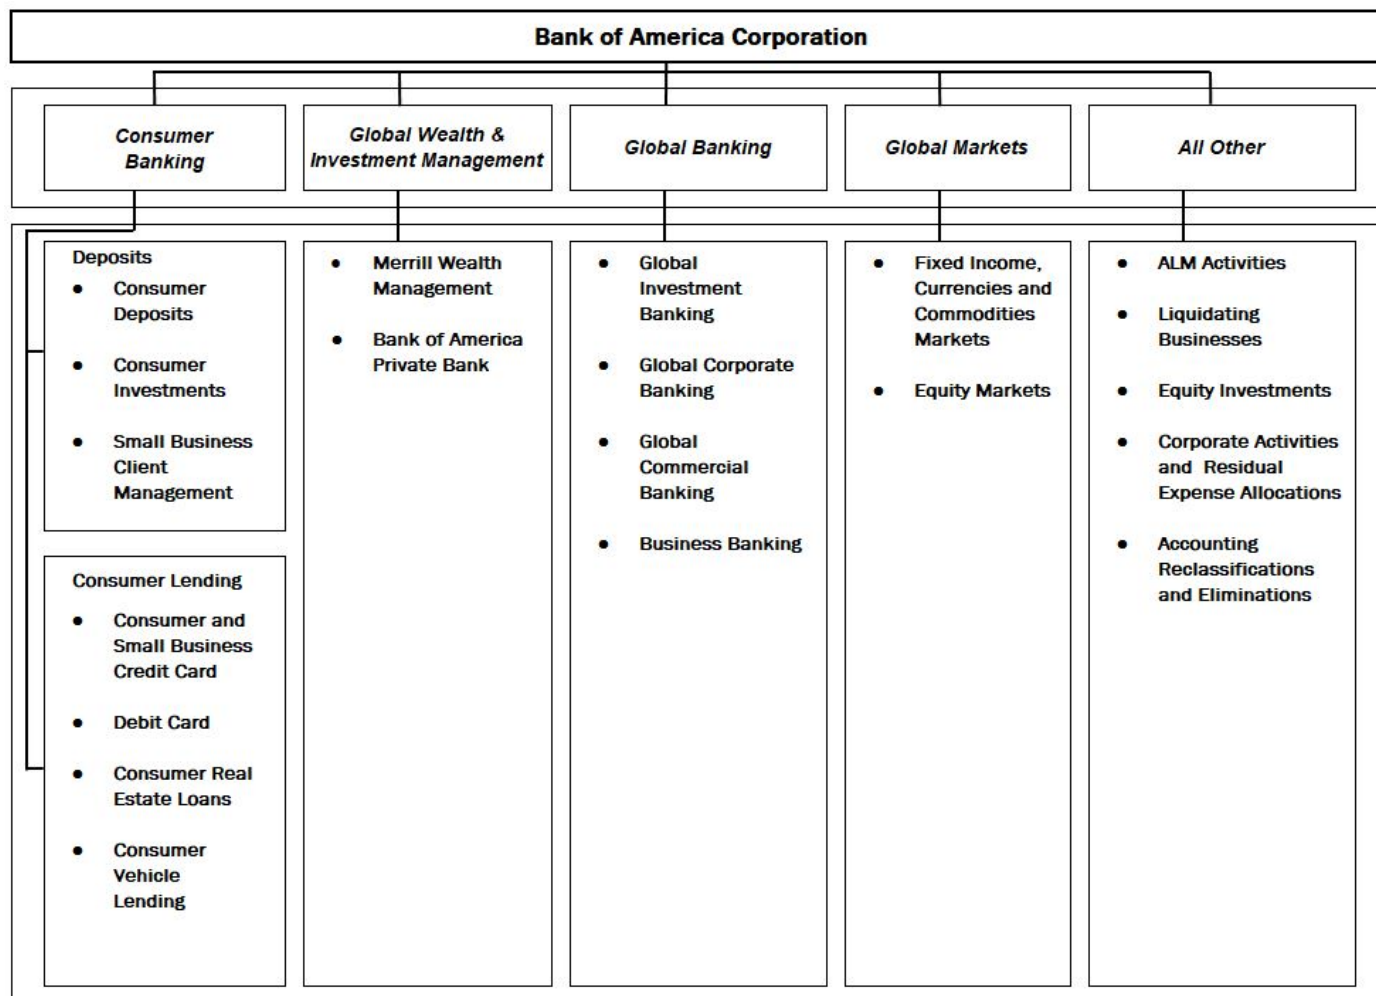 Bank of America Corporation
Consumer
Banking
Global Wealth &
Investment Management
Global Banking
Global Markets
All Other
Deposits
● Consumer
Deposits
● Consumer
Investments
● Small Business
Client
Management
Consumer Lending
● Consumer and
Small Business
Credit Card
● Debit Card
● Consumer Real
Estate Loans
● Consumer
Vehicle
Lending
● Merrill Wealth
Management
● Bank of America
Private Bank
● Global
Investment
Banking
● Global Corporate
Banking
● Global
Commercial
Banking
● Business Banking
● Fixed Income,
Currencies and
Commodities
Markets
● Equity Markets
● ALM Activities
● Liquidating
Businesses
● Equity Investments
● Corporate Activities
and Residual
Expense Allocations
● Accounting
Reclassifications
and Eliminations